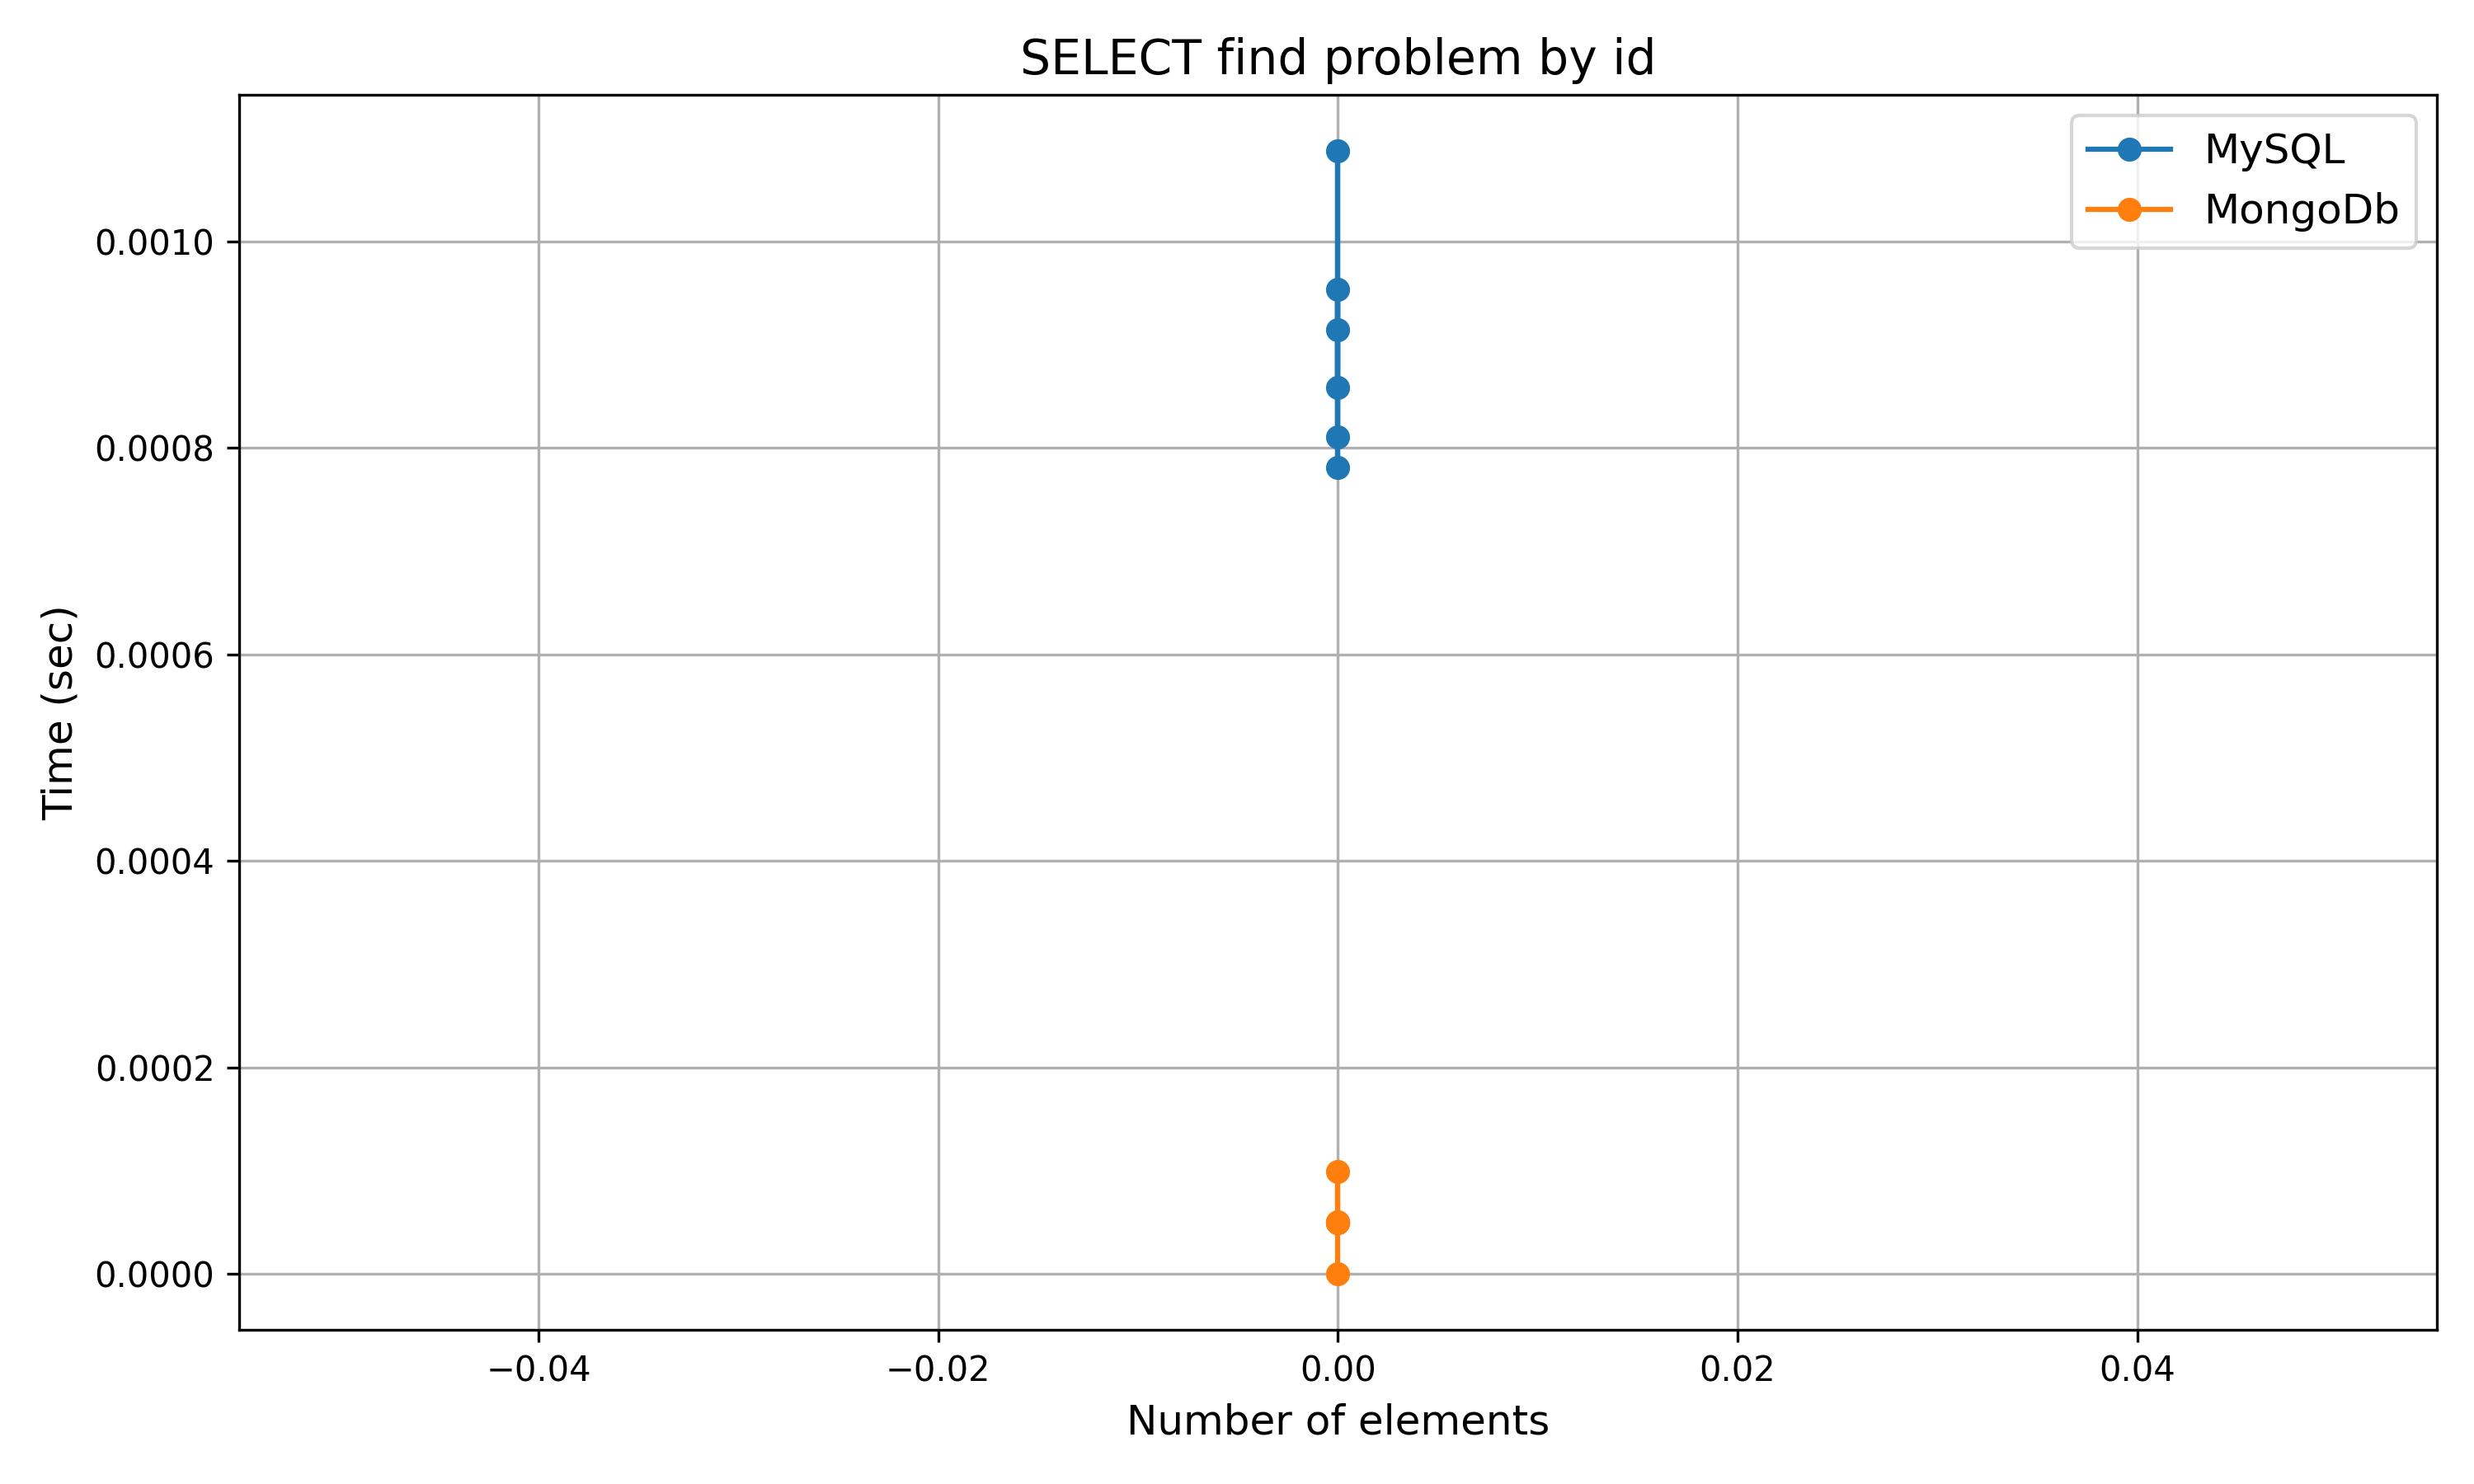 SELECT find problem by id
MySQL
MongoDb
Time (sec)
0.0010
0.0008
0.0006
0.0004
0.0002
0.0000
−0.04
−0.02
0.00
0.02
0.04
Number of elements